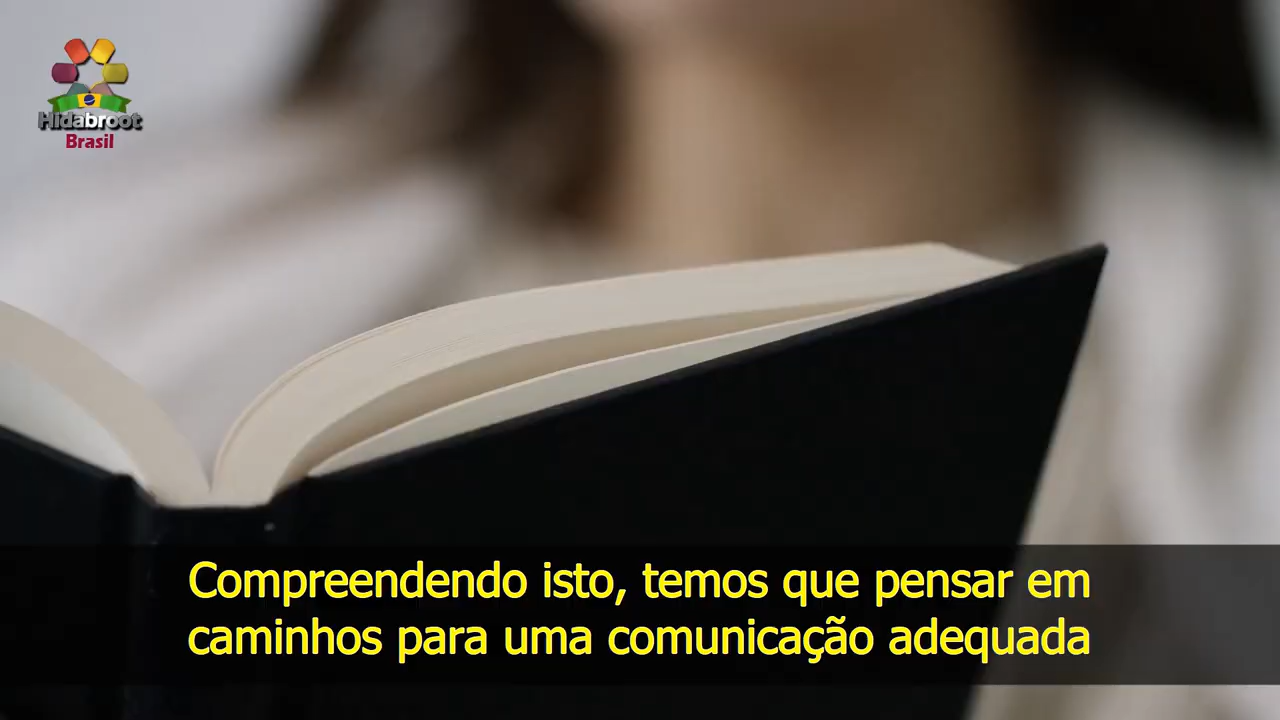 Hidabroot
Brasil
Compreendendo isto, temos que pensar em
caminhos para uma comunicação adequada